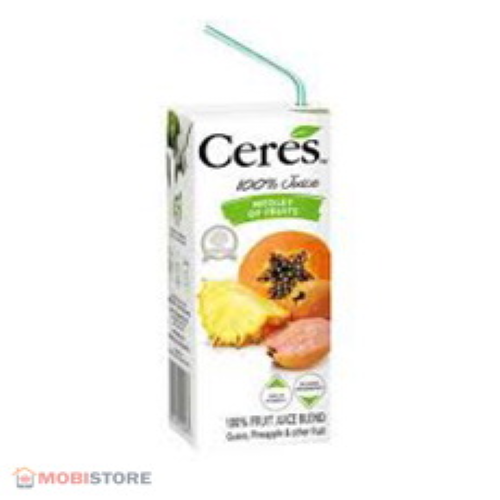 Ceres
100% Juice
MEDLEY
OF FRUITS
100% FRUIT JUICE BLEND
Guava, Pineapple & other Fruit
MOBISTORE